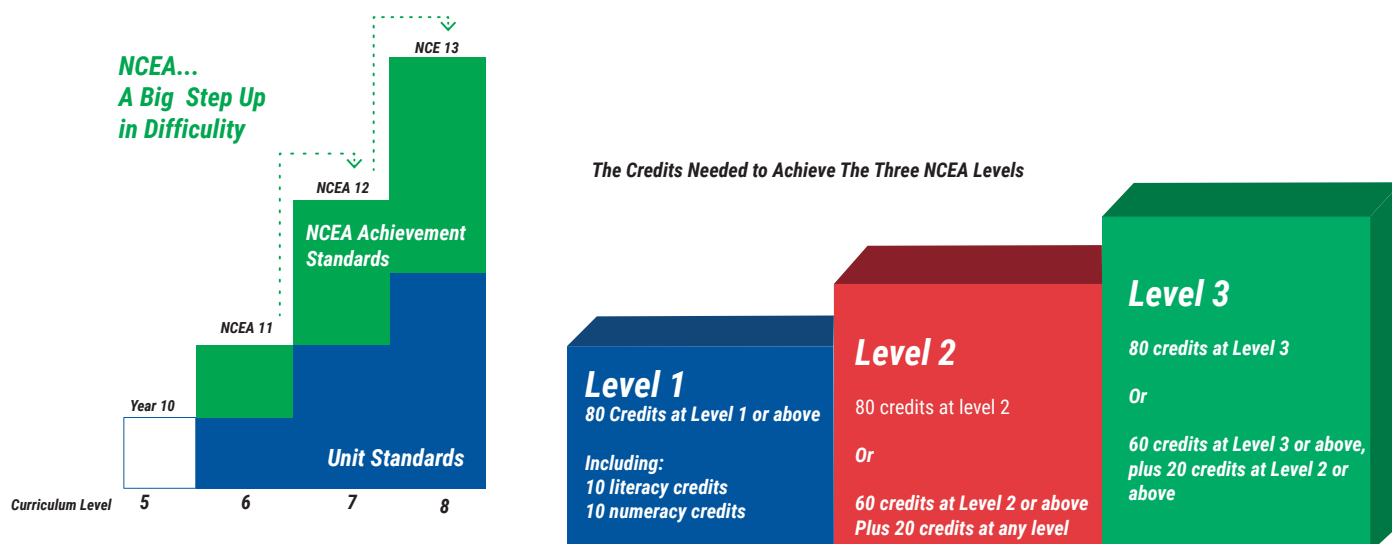 NCEA...
A Big Step Up
in Difficulity
NCE 13
NCEA 12
NCEA Achievement
Standards
NCEA 11
Year 10
Unit Standards
Curriculum Level
5
6
7
8
The Credits Needed to Achieve The Three NCEA Levels
Level 1
80 Credits at Level 1 or above
Including:
10 literacy credits
10 numeracy credits
Level 2
80 credits at level 2
Or
60 credits at Level 2 or above
Plus 20 credits at any level
Level 3
80 credits at Level 3
Or
60 credits at Level 3 or above,
plus 20 credits at Level 2 or
above